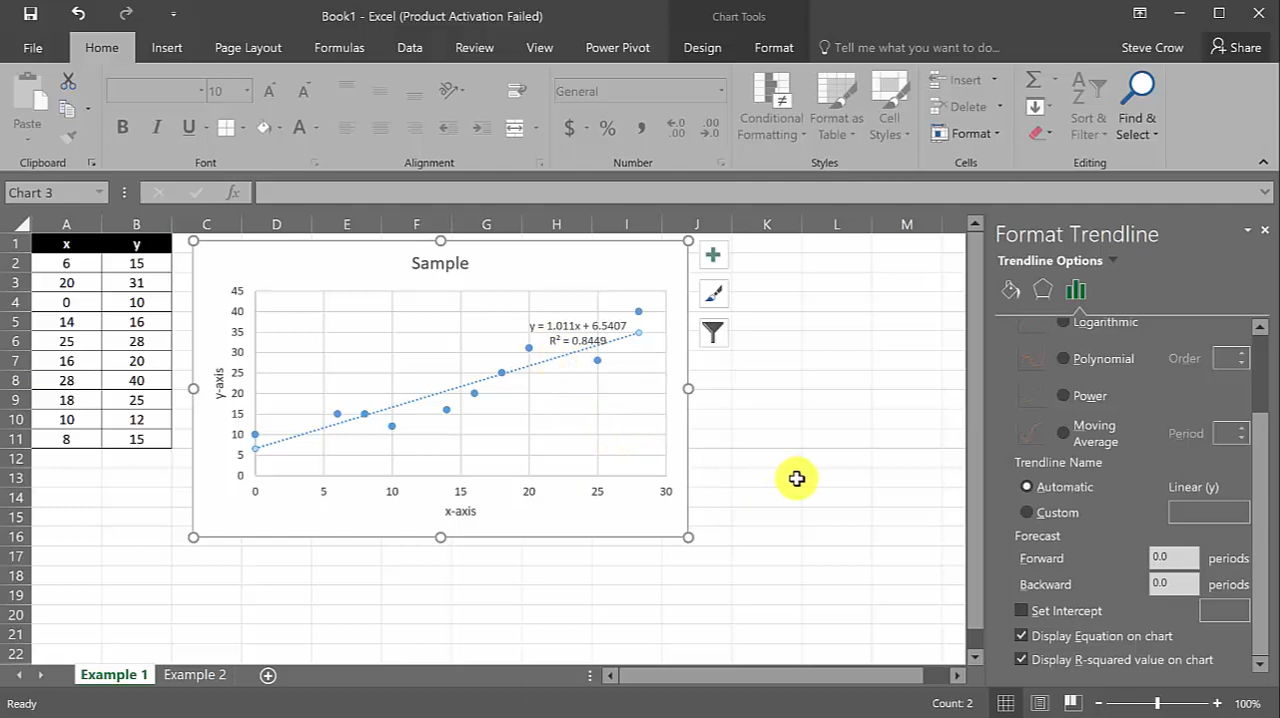 Book1 - Excel (Product Activation Failed)
Chart Tools
File Home Insert Page Layout Formulas Data Review View Power Pivot Design Format Tell me what you want to do... Steve Crow Share
Paste
10
General
Conditional Formatting
Format as Table
Cell Styles
Insert
Delete
Format
Sort & Filter
Find & Select
Clipboard Font Alignment Number Styles Cells Editing
Chart 3
fx
A B C D E F G H I J K L M
1 x y
2 6 15
3 20 31
4 0 10
5 14 16
6 25 28
7 16 20
8 28 40
9 18 25
10 10 12
11 8 15
12
13
14
15
16
17
18
19
20
21
22
Sample
45
40
35
30
25
20
15
10
5
0
y-axis
y = 1.011x + 6.5407
R² = 0.8449
0 5 10 15 20 25 30
x-axis
Format Trendline
Trendline Options
Logarithmic
Polynomial Order
Power
Moving Average Period
Trendline Name
Automatic Linear (y)
Custom
Forecast
Forward 0.0 periods
Backward 0.0 periods
Set Intercept
Display Equation on chart
Display R-squared value on chart
Example 1 Example 2
Ready Count: 2 100%